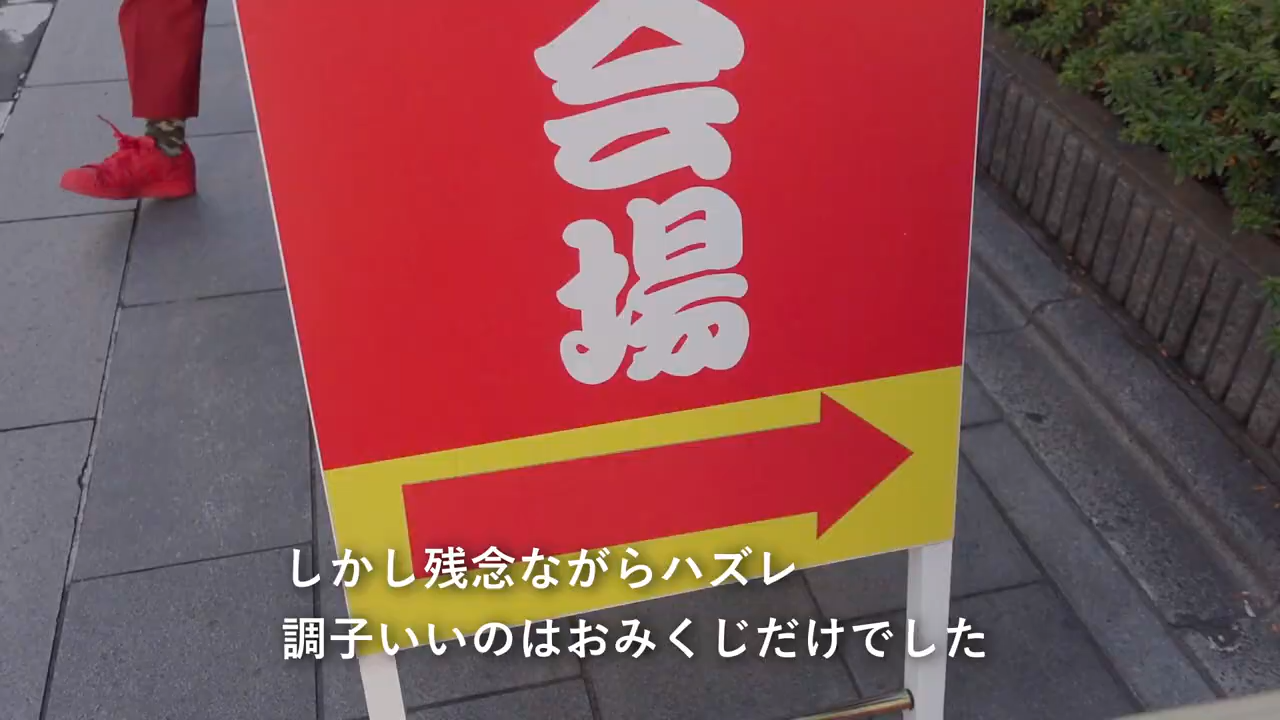 会場
しかし残念ながらハズレ
調子いいのはおみくじだけでした